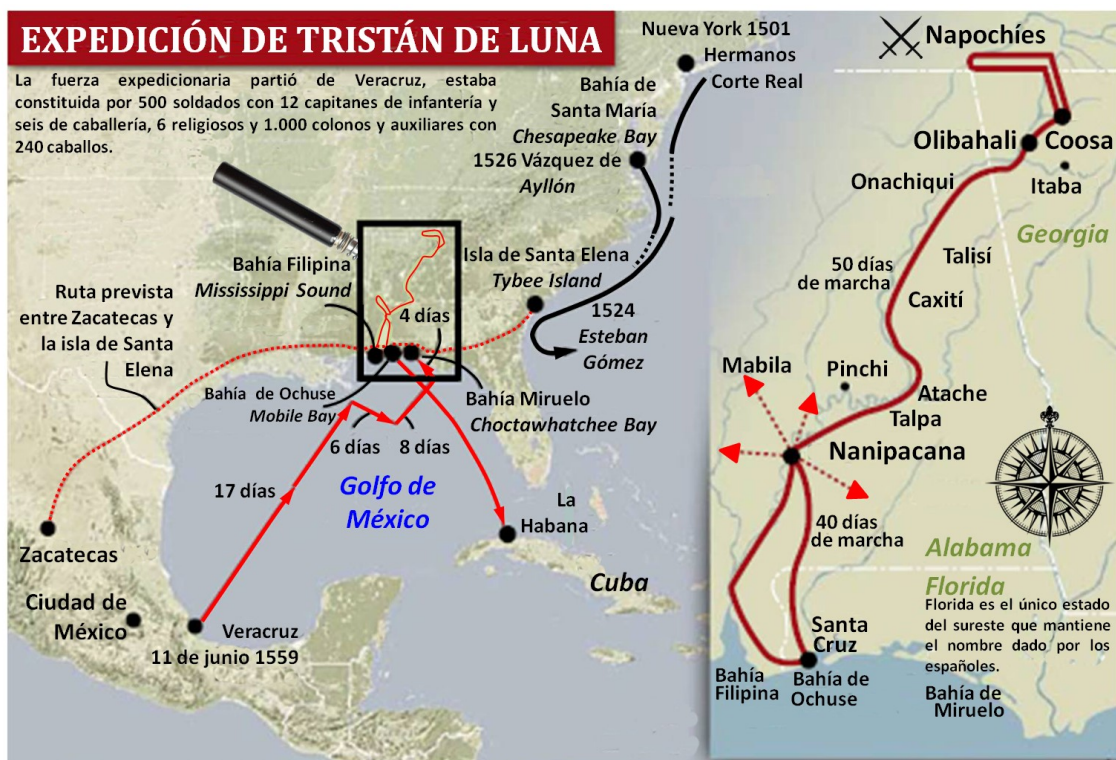 EXPEDICIÓN DE TRISTÁN DE LUNA
La fuerza expedicionaria partió de Veracruz, estaba
constituida por 500 soldados con 12 capitanes de infantería y
seis de caballería, 6 religiosos y 1.000 colonos y auxiliares con
240 caballos.
Nueva York 1501
Hermanos
Corte Real
Bahía de
Santa María
Chesapeake Bay
1526 Vázquez de
Ayllón
Isla de Santa Elena
Tybee Island
1524
Esteban
Gómez
Bahía Filipina
Mississippi Sound
4 días
Ruta prevista
entre Zacatecas y
la isla de Santa
Elena
Bahía de Ochuse
Mobile Bay
Bahía Miruelo
Choctawhatchee Bay
6 días
8 días
17 días
Golfo de
México
La
Habana
Cuba
Zacatecas
Ciudad de
México
Veracruz
11 de junio 1559
Napochíes
Olibahali
Coosa
Itaba
Onachiqui
Georgia
Talisí
50 días
de marcha
Caxití
Mabila
Pinchi
Atache
Talpa
Nanipacana
40 días
de marcha
Alabama
Florida
Florida es el único estado
del sureste que mantiene
el nombre dado por los
españoles.
Santa
Cruz
Bahía
Filipina
Bahía de
Ochuse
Bahía de
Miruelo